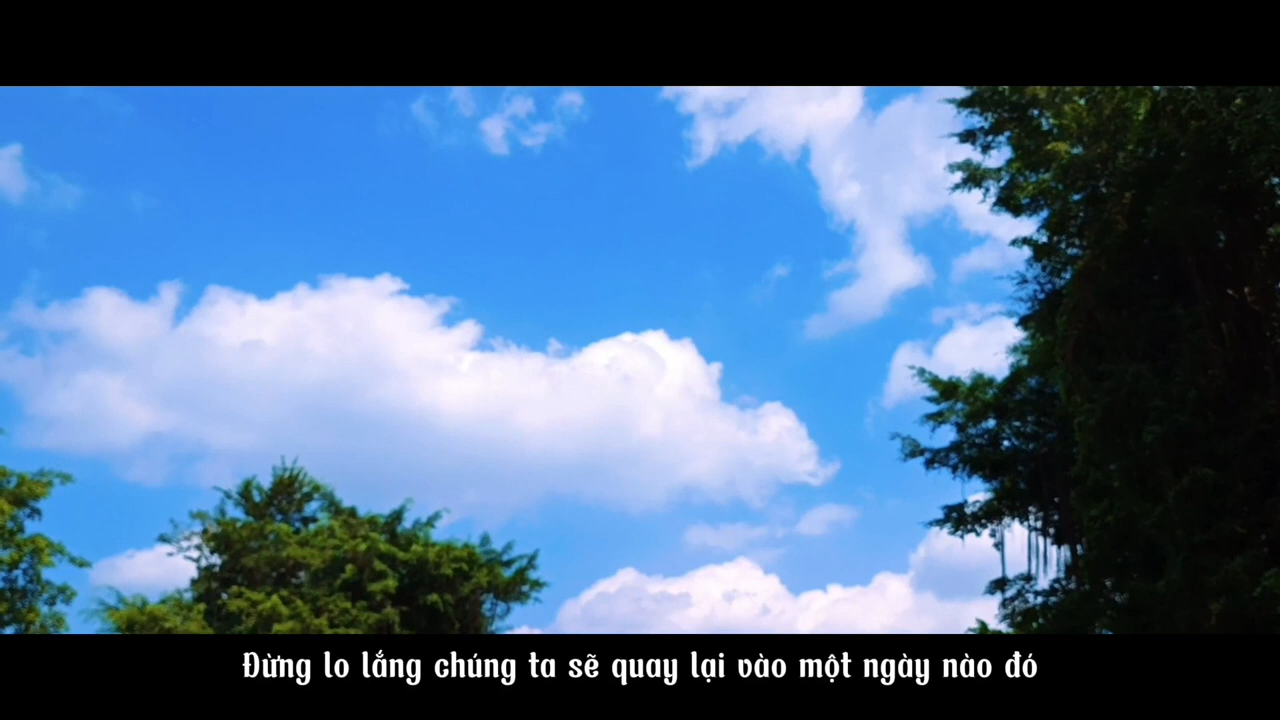 Đừng lo lắng chúng ta sẽ quay lại vào một ngày nào đó